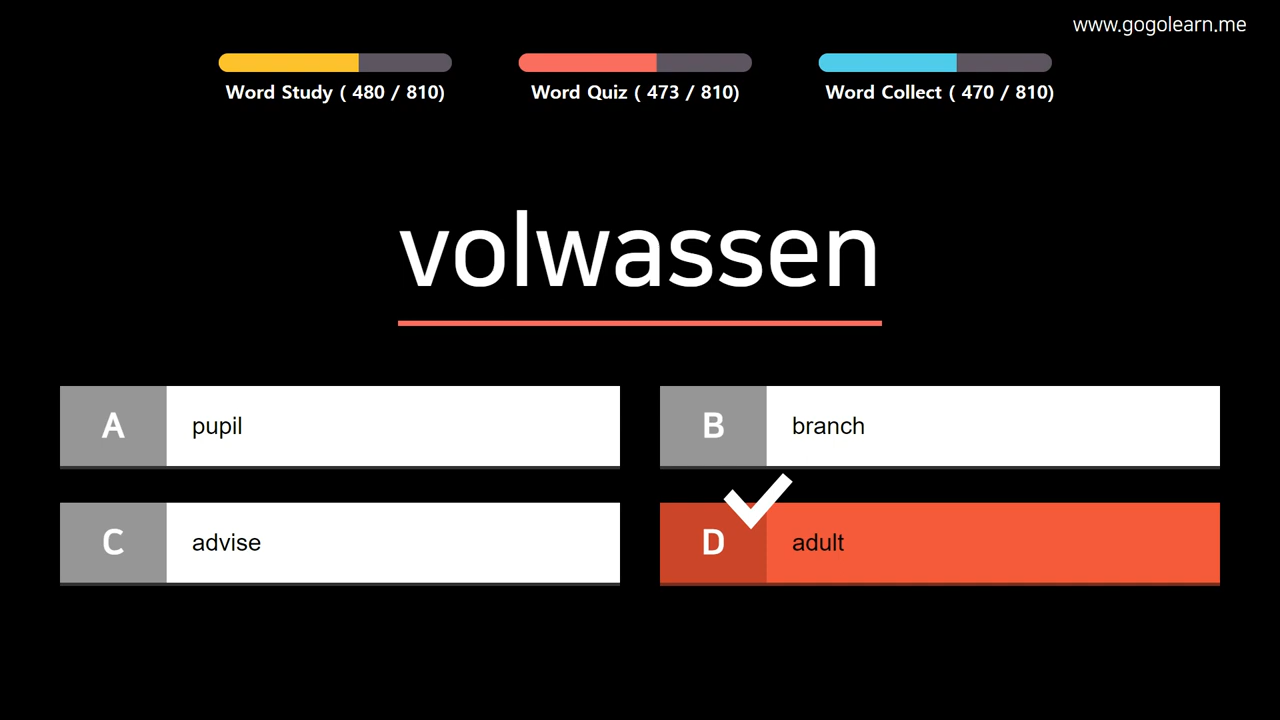 www.gogolearn.me
Word Study ( 480 / 810)
Word Quiz ( 473 / 810)
Word Collect ( 470 / 810)
volwassen
A pupil
B branch
C advise
D adult